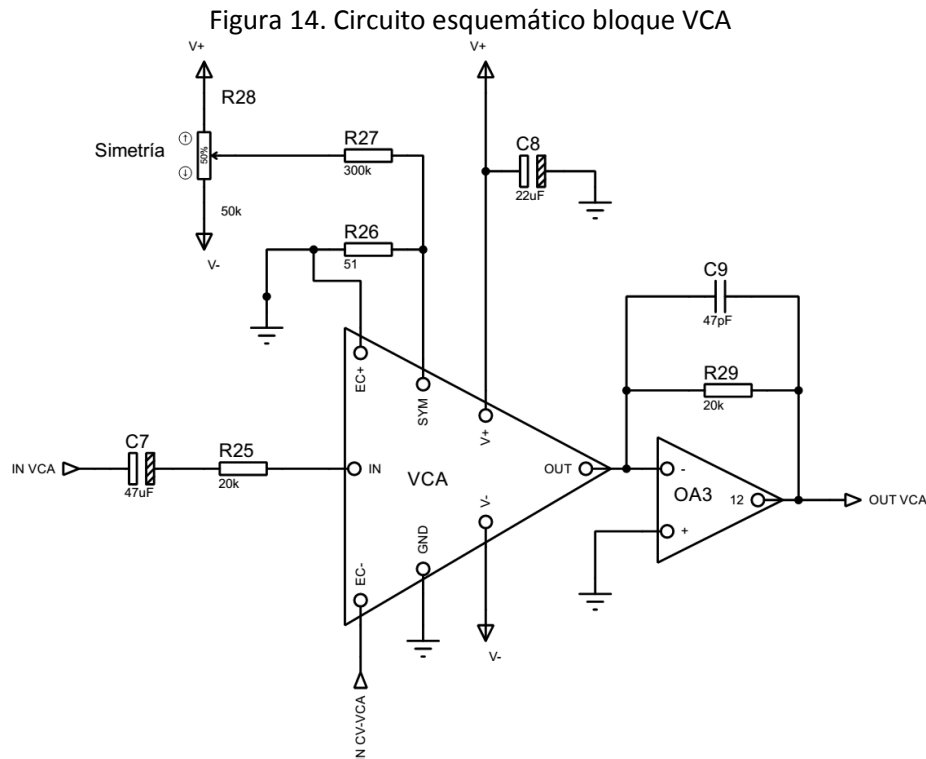 Figura 14. Circuito esquemático bloque VCA
V+
V+
R28
Simetría
50%
50k
V-
R27
300k
R26
51
C8
22uF
C9
47pF
R29
20k
EC+
SYM
V+
C7
47uF
R25
20k
IN VCA
IN
VCA
OUT
-
OA3
12
+
OUT VCA
EC-
GND
V-
V-
IN CV-VCA